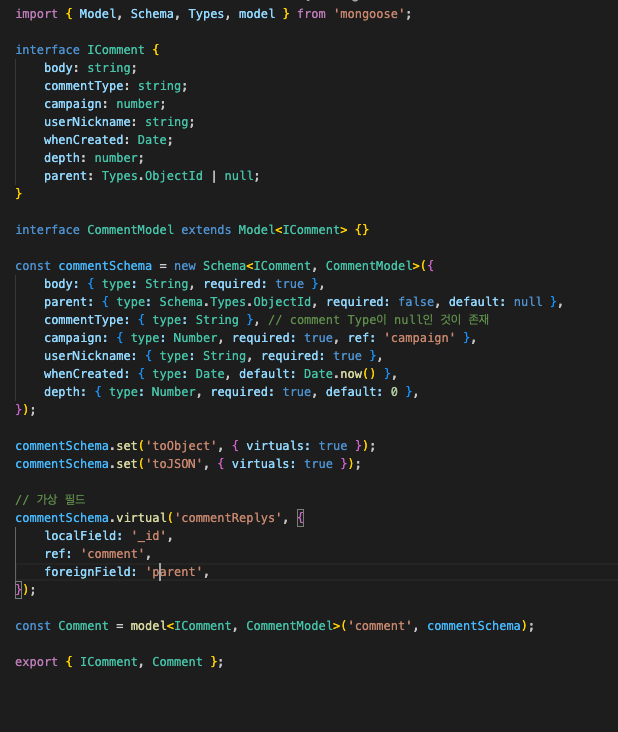 import { Model, Schema, Types, model } from 'mongoose';
interface IComment {
body: string;
commentType: string;
campaign: number;
userNickname: string;
whenCreated: Date;
depth: number;
parent: Types.ObjectId | null;
}
interface CommentModel extends Model<IComment> {}
const commentSchema = new Schema<IComment, CommentModel>({
body: { type: String, required: true },
parent: { type: Schema.Types.ObjectId, required: false, default: null },
commentType: { type: String }, // comment Type이 null인 것이 존재
campaign: { type: Number, required: true, ref: 'campaign' },
userNickname: { type: String, required: true },
whenCreated: { type: Date, default: Date.now() },
depth: { type: Number, required: true, default: 0 },
});
commentSchema.set('toObject', { virtuals: true });
commentSchema.set('toJSON', { virtuals: true });
// 가상 필드
commentSchema.virtual('commentReplys', {
localField: '_id',
ref: 'comment',
foreignField: 'parent',
});
const Comment = model<IComment, CommentModel>('comment', commentSchema);
export { IComment, Comment };